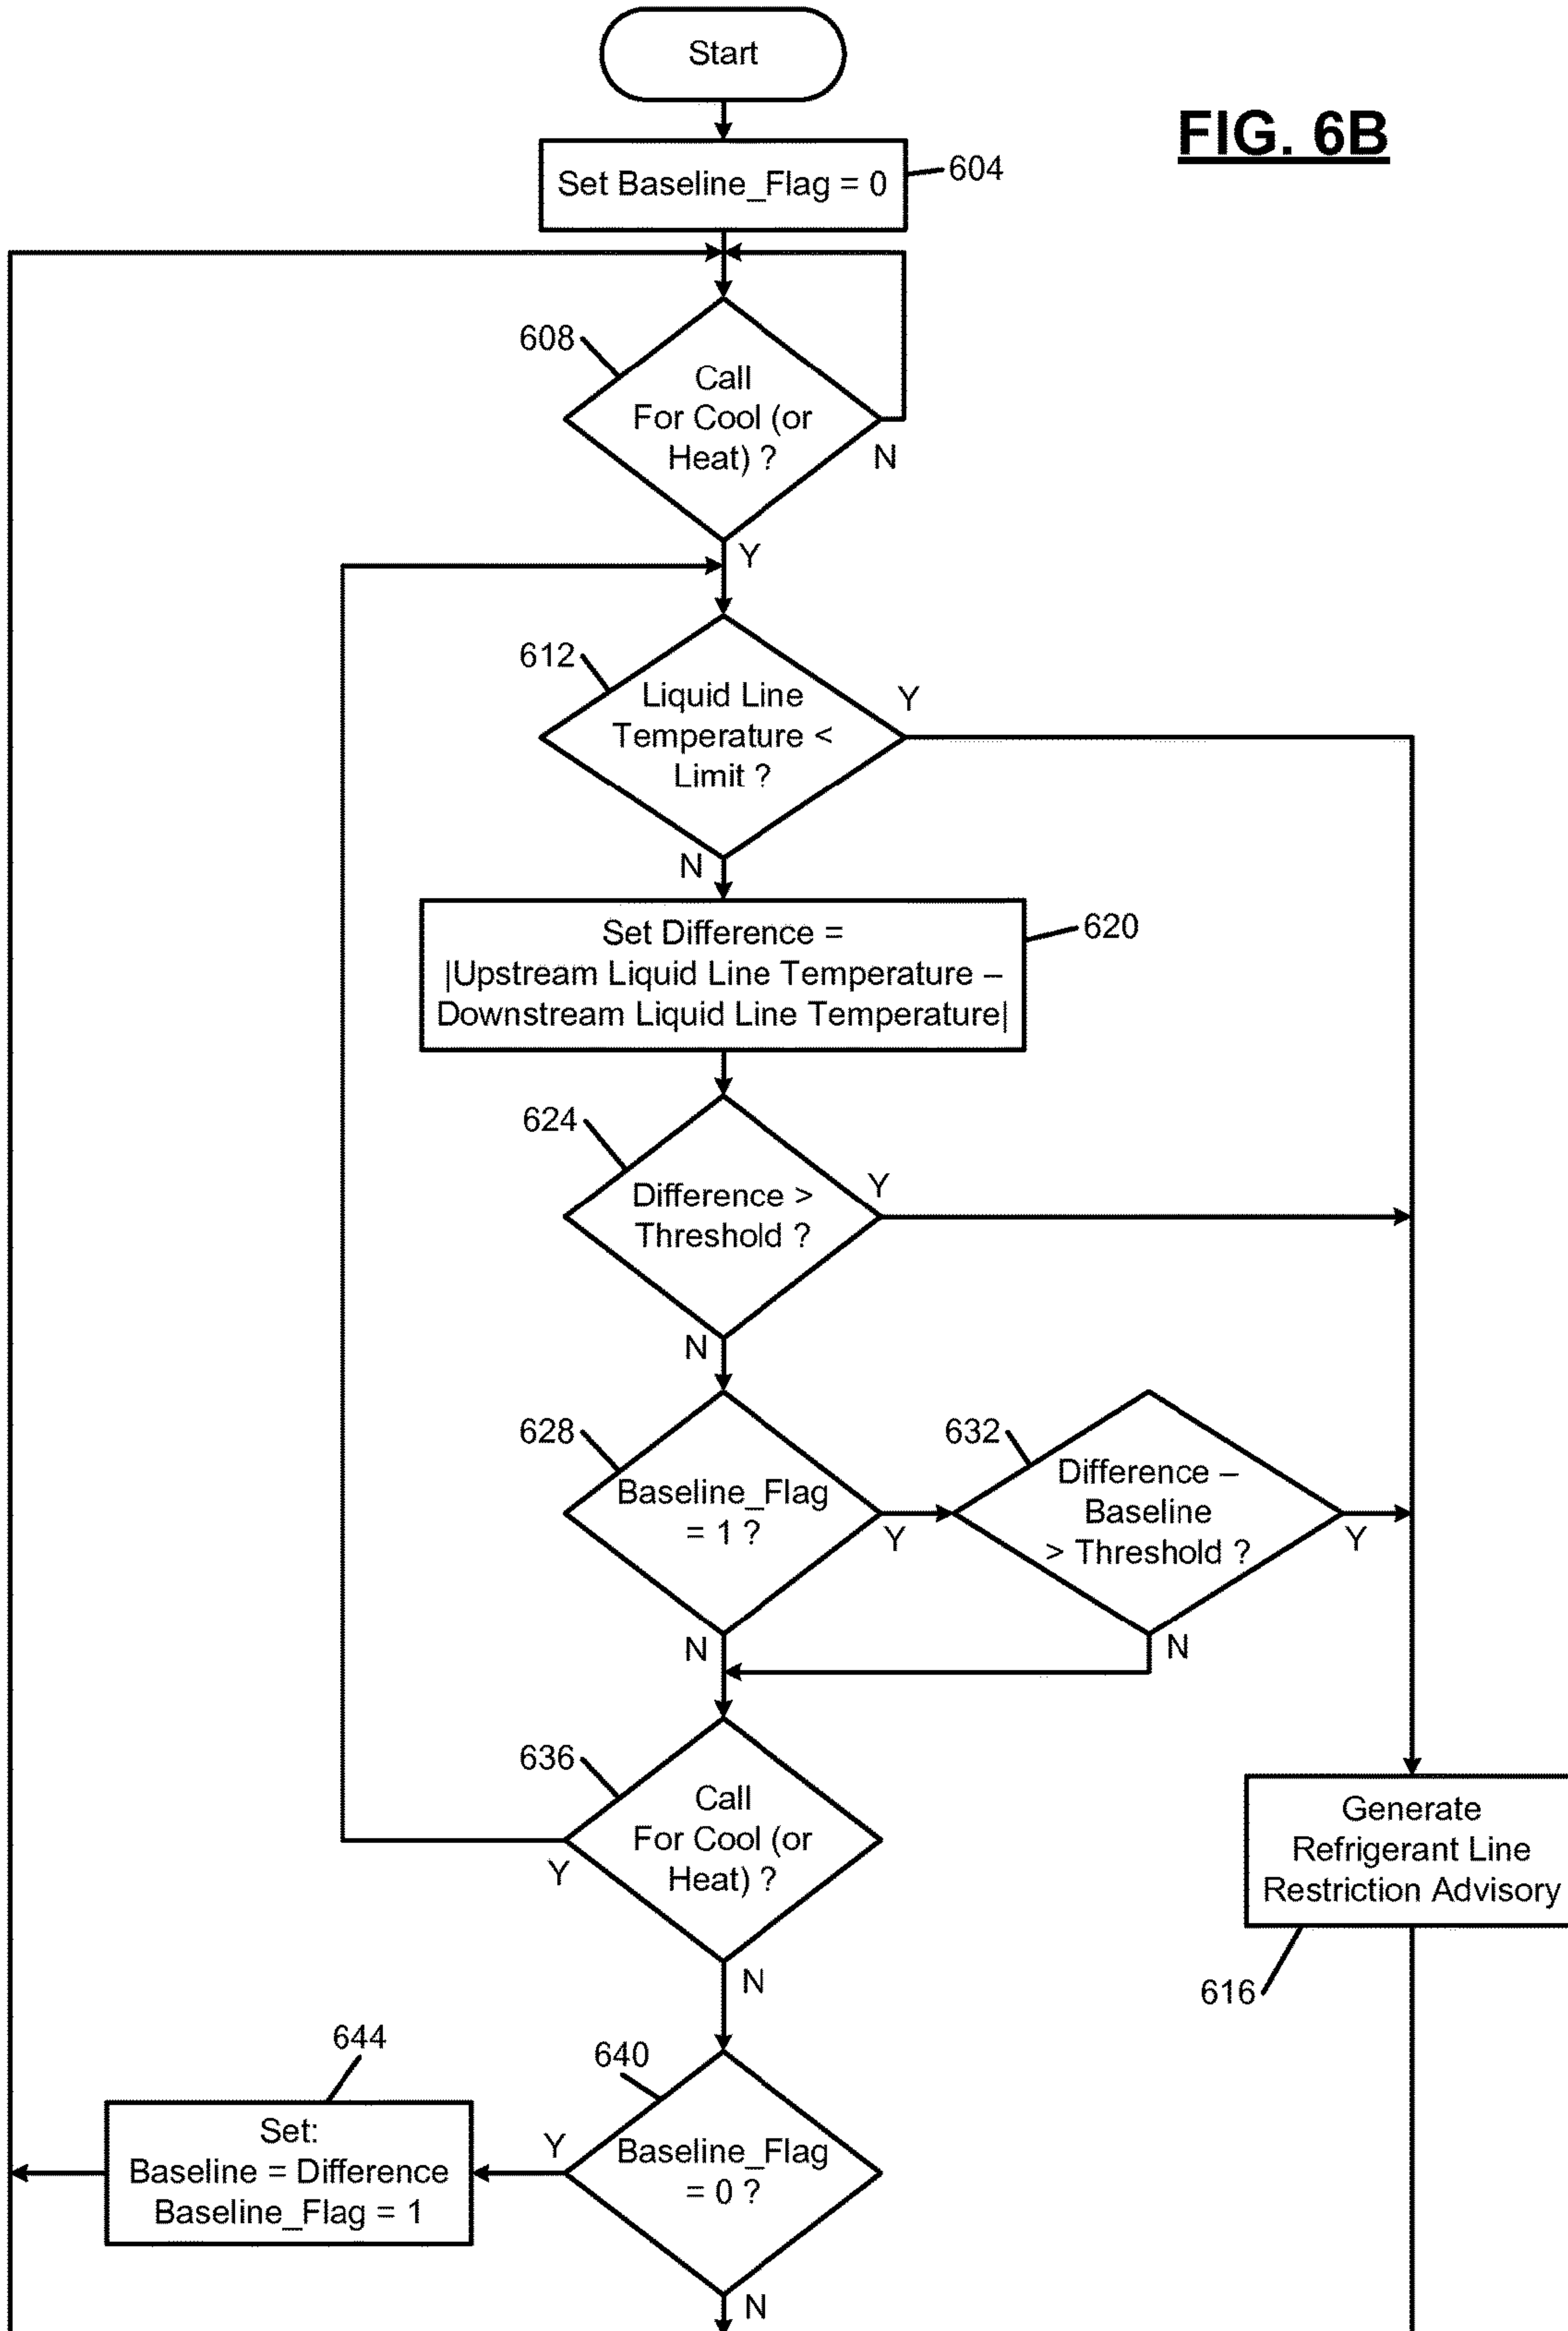 Start
FIG. 6B
Set Baseline_Flag = 0
604
608
Call
For Cool (or
Heat) ?
N
Y
612
Liquid Line
Temperature <
Limit ?
Y
N
Set Difference =
|Upstream Liquid Line Temperature –
Downstream Liquid Line Temperature|
620
624
Difference >
Threshold ?
Y
N
628
Baseline_Flag
= 1 ?
Y
N
632
Difference –
Baseline
> Threshold ?
Y
N
636
Call
For Cool (or
Heat) ?
Y
N
Generate
Refrigerant Line
Restriction Advisory
616
644
Set:
Baseline = Difference
Baseline_Flag = 1
640
Baseline_Flag
= 0 ?
Y
N